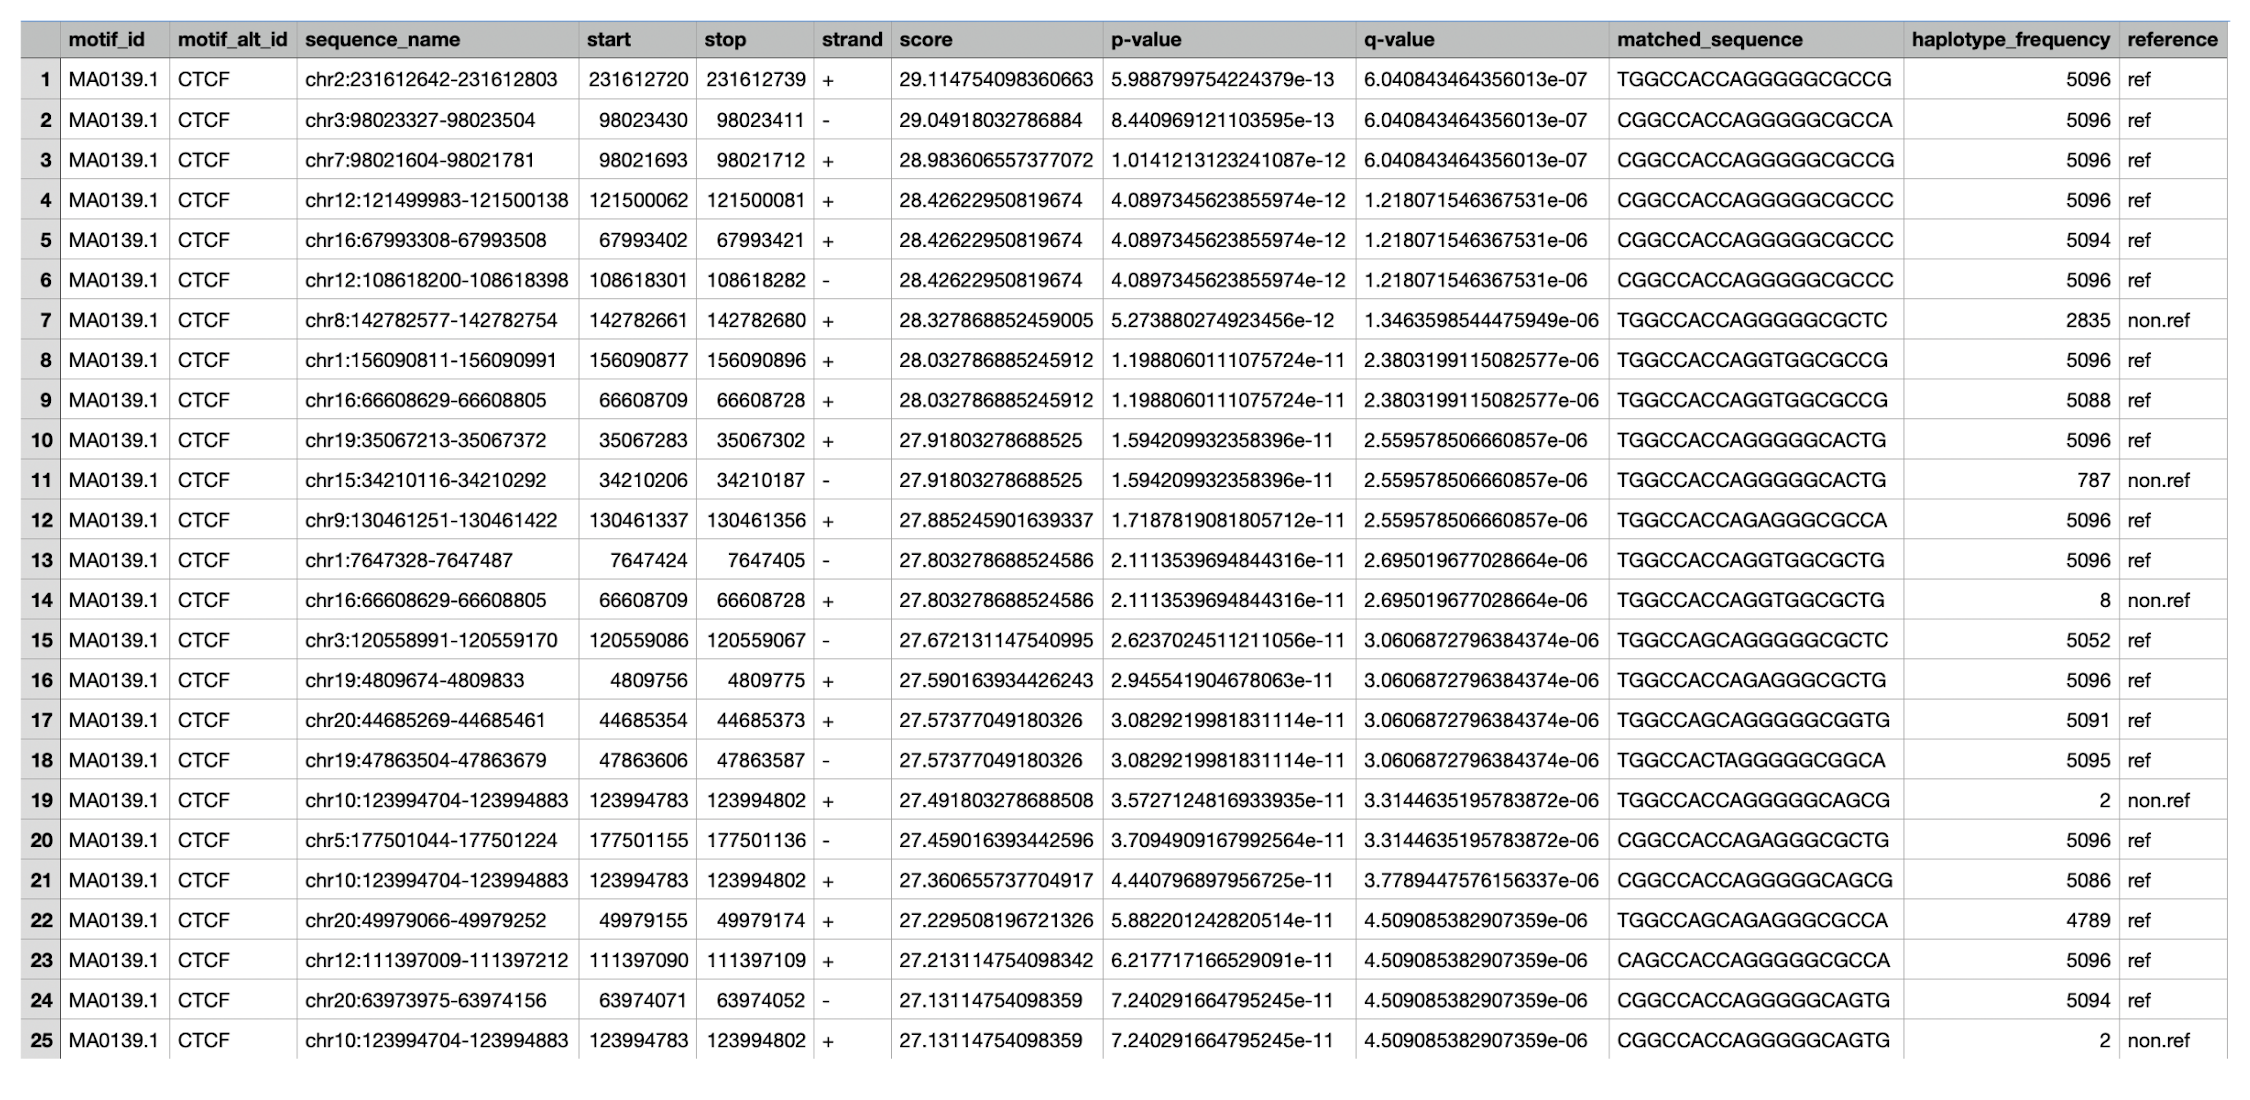 motif_id motif_alt_id sequence_name start stop strand score p-value q-value matched_sequence haplotype_frequency reference
1 MA0139.1 CTCF chr2:231612642-231612803 231612720 231612739 + 29.114754098360663 5.988799754224379e-13 6.040843464356013e-07 TGGCCACCAGGGGGCGCCG 5096 ref
2 MA0139.1 CTCF chr3:98023327-98023504 98023430 98023411 - 29.04918032786884 8.440969121103595e-13 6.040843464356013e-07 CGGCCACCAGGGGGCGCCA 5096 ref
3 MA0139.1 CTCF chr7:98021604-98021781 98021693 98021712 + 28.983606557377072 1.0141213123241087e-12 6.040843464356013e-07 CGGCCACCAGGGGGCGCCG 5096 ref
4 MA0139.1 CTCF chr12:121499983-121500138 121500062 121500081 + 28.42622950819674 4.0897345623855974e-12 1.218071546367531e-06 CGGCCACCAGGGGGCGCCC 5096 ref
5 MA0139.1 CTCF chr16:67993308-67993508 67993402 67993421 + 28.42622950819674 4.0897345623855974e-12 1.218071546367531e-06 CGGCCACCAGGGGGCGCCC 5094 ref
6 MA0139.1 CTCF chr12:108618200-108618398 108618301 108618282 - 28.42622950819674 4.0897345623855974e-12 1.218071546367531e-06 CGGCCACCAGGGGGCGCCC 5096 ref
7 MA0139.1 CTCF chr8:142782577-142782754 142782661 142782680 + 28.327868852459005 5.273880274923456e-12 1.3463598544475949e-06 TGGCCACCAGGGGGCGCTC 2835 non.ref
8 MA0139.1 CTCF chr1:156090811-156090991 156090877 156090896 + 28.032786885245912 1.1988060111075724e-11 2.3803199115082577e-06 TGGCCACCAGGTGGCGCCG 5096 ref
9 MA0139.1 CTCF chr16:66608629-66608805 66608709 66608728 + 28.032786885245912 1.1988060111075724e-11 2.3803199115082577e-06 TGGCCACCAGGTGGCGCCG 5088 ref
10 MA0139.1 CTCF chr19:35067213-35067372 35067283 35067302 + 27.91803278688525 1.594209932358396e-11 2.559578506660857e-06 TGGCCACCAGGGGGCACTG 5096 ref
11 MA0139.1 CTCF chr15:34210116-34210292 34210206 34210187 - 27.91803278688525 1.594209932358396e-11 2.559578506660857e-06 TGGCCACCAGGGGGCACTG 787 non.ref
12 MA0139.1 CTCF chr9:130461251-130461422 130461337 130461356 + 27.885245901639337 1.7187819081805712e-11 2.559578506660857e-06 TGGCCACCAGAGGGCGCCA 5096 ref
13 MA0139.1 CTCF chr1:7647328-7647487 7647424 7647405 - 27.803278688524586 2.1113539694844316e-11 2.695019677028664e-06 TGGCCACCAGGTGGCGCTG 5096 ref
14 MA0139.1 CTCF chr16:66608629-66608805 66608709 66608728 + 27.803278688524586 2.1113539694844316e-11 2.695019677028664e-06 TGGCCACCAGGTGGCGCTG 8 non.ref
15 MA0139.1 CTCF chr3:120558991-120559170 120559086 120559067 - 27.672131147540995 2.6237024511211056e-11 3.0606872796384374e-06 TGGCCAGCAGGGGGCGCTC 5052 ref
16 MA0139.1 CTCF chr19:4809674-4809833 4809756 4809775 + 27.590163934426243 2.945541904678063e-11 3.0606872796384374e-06 TGGCCACCAGAGGGCGCTG 5096 ref
17 MA0139.1 CTCF chr20:44685269-44685461 44685354 44685373 + 27.57377049180326 3.0829219981831114e-11 3.0606872796384374e-06 TGGCCAGCAGGGGGCGGTG 5091 ref
18 MA0139.1 CTCF chr19:47863504-47863679 47863606 47863587 - 27.57377049180326 3.0829219981831114e-11 3.0606872796384374e-06 TGGCCACTAGGGGGCGGCA 5095 ref
19 MA0139.1 CTCF chr10:123994704-123994883 123994783 123994802 + 27.491803278688508 3.5727124816933935e-11 3.3144635195783872e-06 TGGCCACCAGGGGGCAGCG 2 non.ref
20 MA0139.1 CTCF chr5:177501044-177501224 177501155 177501136 - 27.459016393442596 3.7094909167992564e-11 3.3144635195783872e-06 CGGCCACCAGAGGGCGCTG 5096 ref
21 MA0139.1 CTCF chr10:123994704-123994883 123994783 123994802 + 27.360655737704917 4.440796897956725e-11 3.7789447576156337e-06 CGGCCACCAGGGGGCAGCG 5086 ref
22 MA0139.1 CTCF chr20:49979066-49979252 49979155 49979174 + 27.229508196721326 5.882201242820514e-11 4.509085382907359e-06 TGGCCAGCAGAGGGCGCCA 4789 ref
23 MA0139.1 CTCF chr12:111397009-111397212 111397090 111397109 + 27.213114754098342 6.217717166529091e-11 4.509085382907359e-06 CAGCCACCAGGGGGCGCCA 5096 ref
24 MA0139.1 CTCF chr20:63973975-63974156 63974071 63974052 - 27.13114754098359 7.240291664795245e-11 4.509085382907359e-06 CGGCCACCAGGGGGCAGTG 5094 ref
25 MA0139.1 CTCF chr10:123994704-123994883 123994783 123994802 + 27.13114754098359 7.240291664795245e-11 4.509085382907359e-06 CGGCCACCAGGGGGCAGTG 2 non.ref